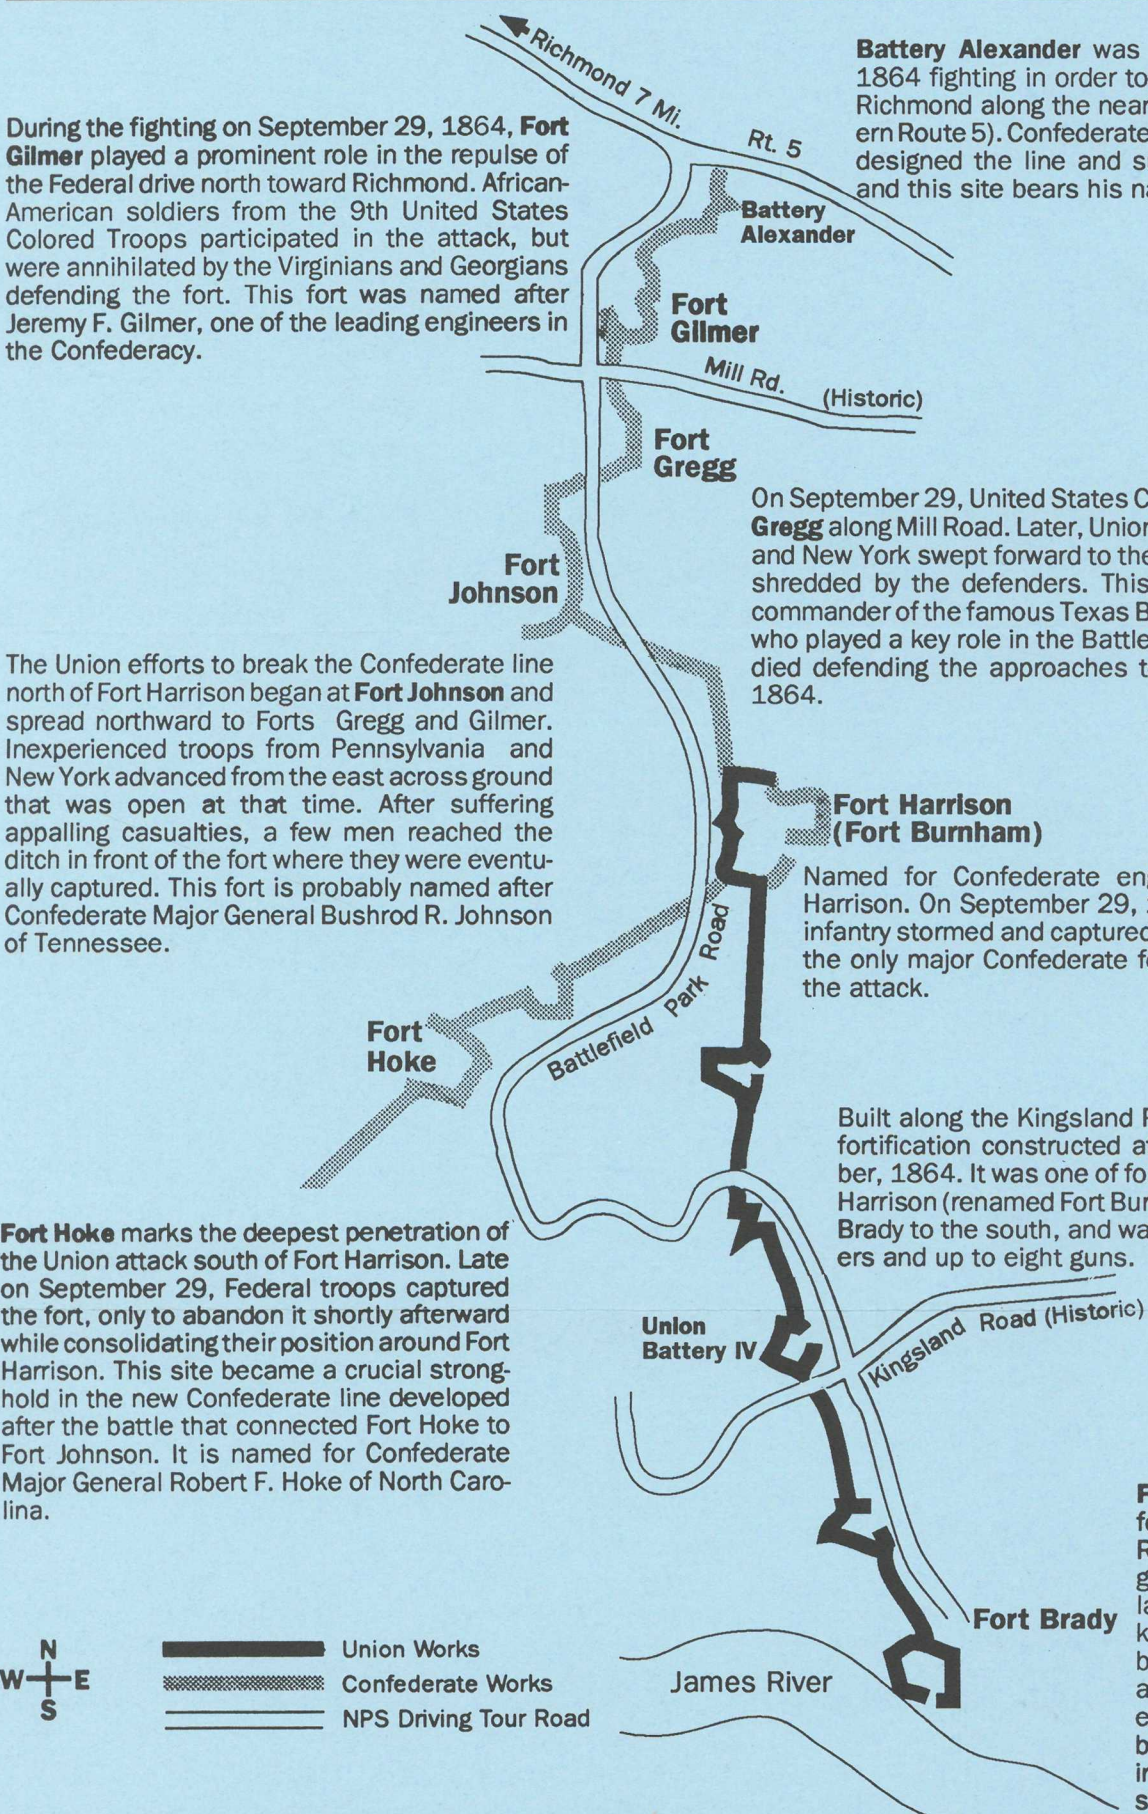 Richmond 7 Mi.
Rt. 5
Battery Alexander was
1864 fighting in order to
Richmond along the near
ern Route 5). Confederate
designed the line and s
and this site bears his na
During the fighting on September 29, 1864, Fort
Gilmer played a prominent role in the repulse of
the Federal drive north toward Richmond. African-
American soldiers from the 9th United States
Colored Troops participated in the attack, but
were annihilated by the Virginians and Georgians
defending the fort. This fort was named after
Jeremy F. Gilmer, one of the leading engineers in
the Confederacy.
Battery
Alexander
Fort
Gilmer
Mill Rd. (Historic)
Fort
Gregg
On September 29, United States C
Gregg along Mill Road. Later, Union
and New York swept forward to the
shredded by the defenders. This
commander of the famous Texas B
who played a key role in the Battle
died defending the approaches t
1864.
Fort
Johnson
The Union efforts to break the Confederate line
north of Fort Harrison began at Fort Johnson and
spread northward to Forts Gregg and Gilmer.
Inexperienced troops from Pennsylvania and
New York advanced from the east across ground
that was open at that time. After suffering
appalling casualties, a few men reached the
ditch in front of the fort where they were eventu-
ally captured. This fort is probably named after
Confederate Major General Bushrod R. Johnson
of Tennessee.
Fort Harrison
(Fort Burnham)
Named for Confederate en
Harrison. On September 29,
infantry stormed and captured
the only major Confederate f
the attack.
Battlefield Park Road
Fort
Hoke
Built along the Kingsland
fortification constructed a
ber, 1864. It was one of fo
Harrison (renamed Fort Bur
Brady to the south, and wa
ers and up to eight guns.
Fort Hoke marks the deepest penetration of
the Union attack south of Fort Harrison. Late
on September 29, Federal troops captured
the fort, only to abandon it shortly afterward
while consolidating their position around Fort
Harrison. This site became a crucial strong-
hold in the new Confederate line developed
after the battle that connected Fort Hoke to
Fort Johnson. It is named for Confederate
Major General Robert F. Hoke of North Caro-
lina.
Union
Battery IV
Kingsland Road (Historic)
Fort Brady
James River
N
W E
S
Union Works
Confederate Works
NPS Driving Tour Road